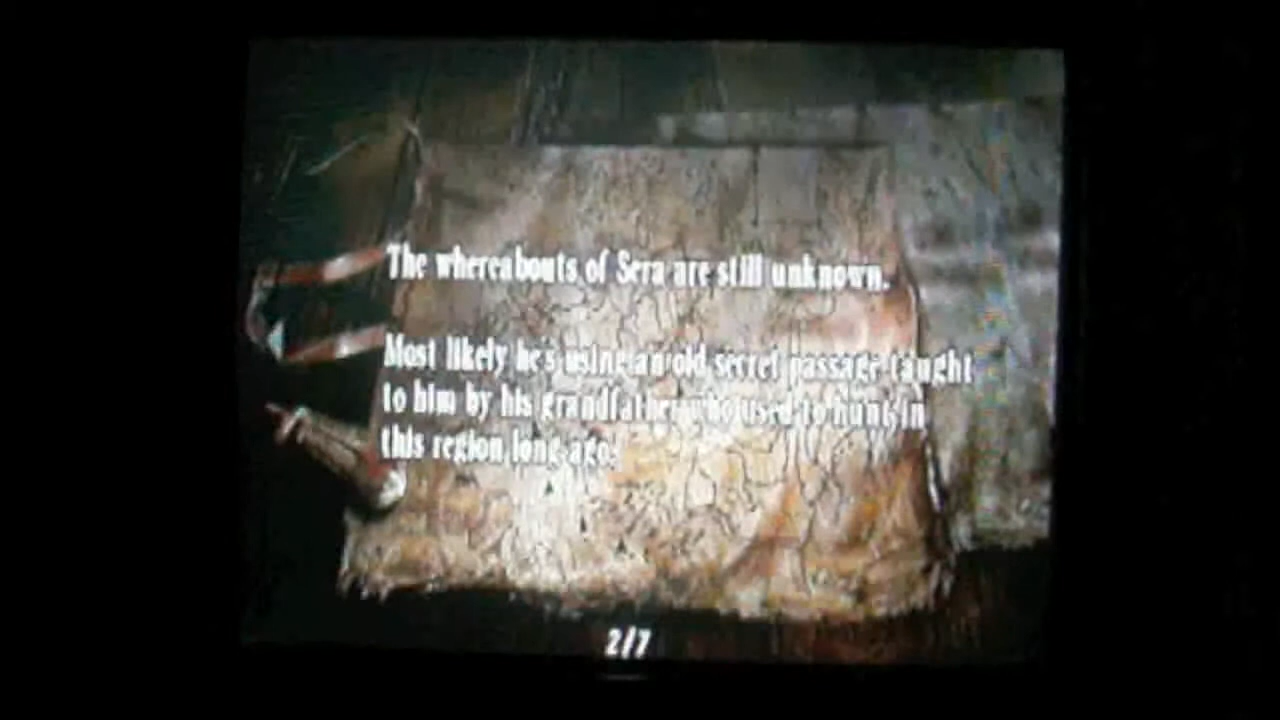 The whereabouts of Sera are still unknown.
Most likely he's using an old secret passage taught
to him by his grandfather who used to hunt in
this region long ago.
2/7